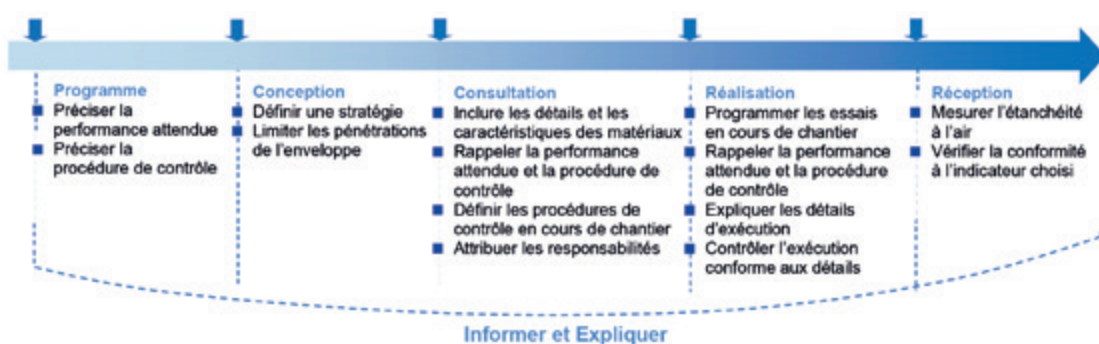 Programme
Préciser la
performance attendue
Préciser la
procédure de contrôle
Conception
Définir une stratégie
Limiter les pénétrations
de l'enveloppe
Consultation
Inclure les détails et les
caractéristiques des matériaux
Rappeler la performance
attendue et la procédure de
contrôle
Définir les procédures de
contrôle en cours de chantier
Attribuer les responsabilités
Réalisation
Programmer les essais
en cours de chantier
Rappeler la performance
attendue et la procédure
de contrôle
Expliquer les détails
d'exécution
Contrôler l'exécution
conforme aux détails
Réception
Mesurer l'étanchéité
à l'air
Vérifier la conformité
à l'indicateur choisi
Informer et Expliquer